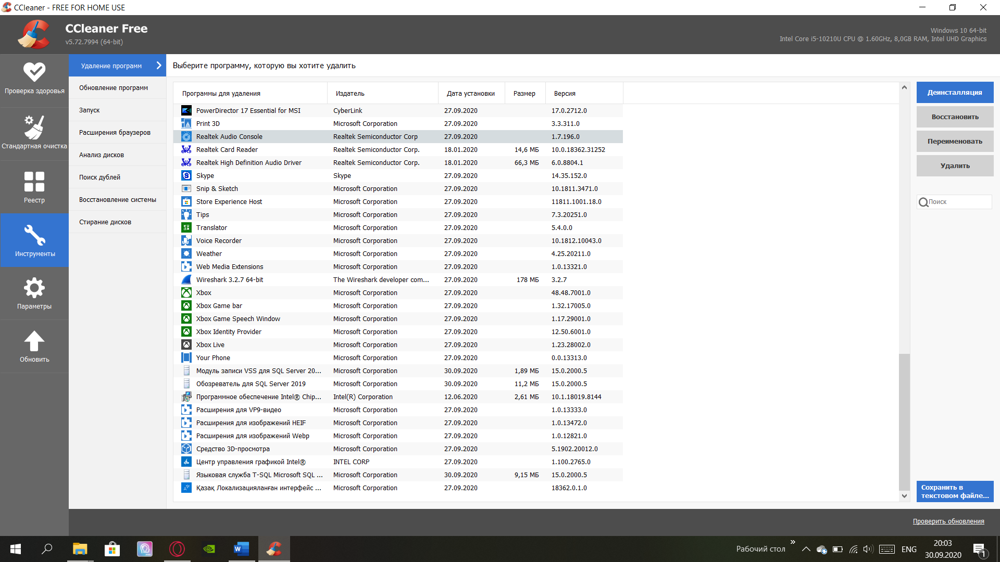 CCleaner - FREE FOR HOME USE
CCleaner Free
v5.72.7994 (64-bit)
Windows 10 64-bit
Intel Core i5-10210U CPU @ 1.60GHz, 8,0GB RAM, Intel UHD Graphics
Проверка здоровья
Стандартная очистка
Реестр
Инструменты
Параметры
Обновить
Удаление программ
Обновление программ
Запуск
Расширения браузеров
Анализ дисков
Поиск дублей
Восстановление системы
Стирание дисков
Выберите программу, которую вы хотите удалить
Программы для удаления Издатель Дата установки Размер Версия
PowerDirector 17 Essential for MSI CyberLink 27.09.2020 17.0.2712.0
Print 3D Microsoft Corporation 27.09.2020 3.3.311.0
Realtek Audio Console Realtek Semiconductor Corp 27.09.2020 1.7.196.0
Realtek Card Reader Realtek Semiconductor Corp. 18.01.2020 14,6 МБ 10.0.18362.31252
Realtek High Definition Audio Driver Realtek Semiconductor Corp. 18.01.2020 66,3 МБ 6.0.8804.1
Skype Skype 27.09.2020 14.35.152.0
Snip & Sketch Microsoft Corporation 27.09.2020 10.1811.3471.0
Store Experience Host Microsoft Corporation 27.09.2020 11811.1001.18.0
Tips Microsoft Corporation 27.09.2020 7.3.20251.0
Translator Microsoft Corporation 27.09.2020 5.4.0.0
Voice Recorder Microsoft Corporation 27.09.2020 10.1812.10043.0
Weather Microsoft Corporation 27.09.2020 4.25.20211.0
Web Media Extensions Microsoft Corporation 27.09.2020 1.0.13321.0
Wireshark 3.2.7 64-bit The Wireshark developer com... 27.09.2020 178 МБ 3.2.7
Xbox Microsoft Corporation 27.09.2020 48.48.7001.0
Xbox Game bar Microsoft Corporation 27.09.2020 1.32.17005.0
Xbox Game Speech Window Microsoft Corporation 27.09.2020 1.17.29001.0
Xbox Identity Provider Microsoft Corporation 27.09.2020 12.50.6001.0
Xbox Live Microsoft Corporation 27.09.2020 1.23.28002.0
Your Phone Microsoft Corporation 27.09.2020 0.0.13313.0
Модуль записи VSS для SQL Server 20... Microsoft Corporation 30.09.2020 1,89 МБ 15.0.2000.5
Обозреватель для SQL Server 2019 Microsoft Corporation 30.09.2020 11,2 МБ 15.0.2000.5
Программное обеспечение Intel® Chip... Intel(R) Corporation 12.06.2020 2,61 МБ 10.1.18019.8144
Расширения для VP9-видео Microsoft Corporation 27.09.2020 1.0.13333.0
Расширения для изображений HEIF Microsoft Corporation 27.09.2020 1.0.13472.0
Расширения для изображений Webp Microsoft Corporation 27.09.2020 1.0.12821.0
Средство 3D-просмотра Microsoft Corporation 27.09.2020 5.1902.20012.0
Центр управления графикой Intel® INTEL CORP 27.09.2020 1.100.2765.0
Языковая служба T-SQL Microsoft SQL ... Microsoft Corporation 30.09.2020 9,15 МБ 15.0.2000.5
Қазақ Локализацияланған интерфейс ... Microsoft Corporation 27.09.2020 18362.0.1.0
Деинсталляция
Восстановить
Переименовать
Удалить
Поиск
Сохранить в
текстовом файле...
Проверить обновления
Рабочий стол
ENG
20:03
30.09.2020
1